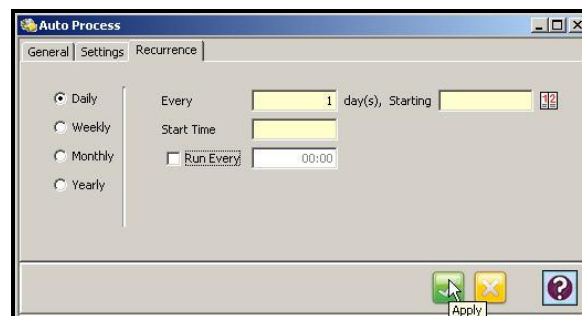 Auto Process
General Settings Recurrence
Daily Every 1 day(s), Starting 12
Weekly Start Time
Monthly Run Every 00:00
Yearly
?
Apply